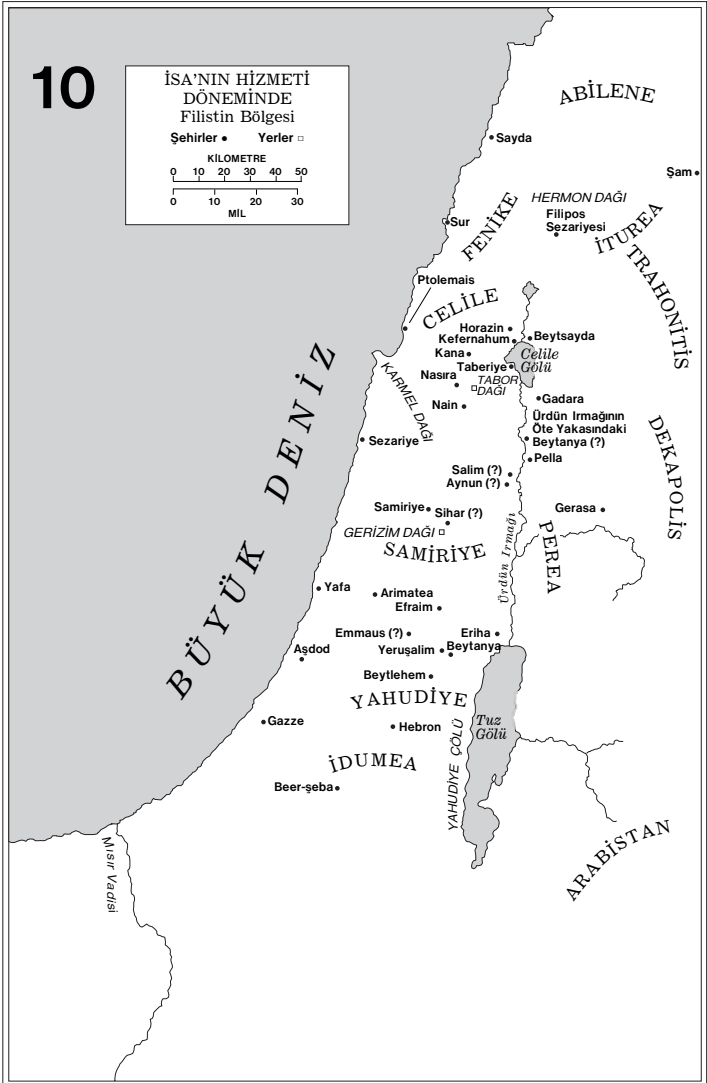 10
İSA’NIN HİZMETİ
DÖNEMİNDE
Filistin Bölgesi
Şehirler Yerler
KİLOMETRE
0 10 20 30 40 50
0 10 20 30
MİL
ABİLENE
Sayda
Şam
HERMON DAĞI
Filipos
Sezariyesi
Sur
FENİKE
İTUREA
TRAHONİTİS
Ptolemais
CELİLE
Horazin
Kefernahum
Beytsayda
Kana
Celile
Gölü
Taberiye
Nasıra
TABOR
DAĞI
KARMEL DAĞI
Nain
Gadara
Ürdün Irmağının
Öte Yakasındaki
Beytanya (?)
BÜYÜK DENİZ
Sezariye
Pella
DEKAPOLİS
Salim (?)
Aynun (?)
Samiriye
Sihar (?)
Gerasa
GERİZİM DAĞI
SAMİRİYE
Ürdün Irmağı
PEREA
Yafa
Arimatea
Efraim
Emmaus (?)
Eriha
Yeruşalim
Beytanya
Aşdod
Beytlehem
YAHUDİYE
Gazze
Hebron
YAHUDİYE ÇÖLÜ
Tuz
Gölü
İDUMEA
Beer-şeba
ARABİSTAN
Mısır Vadisi